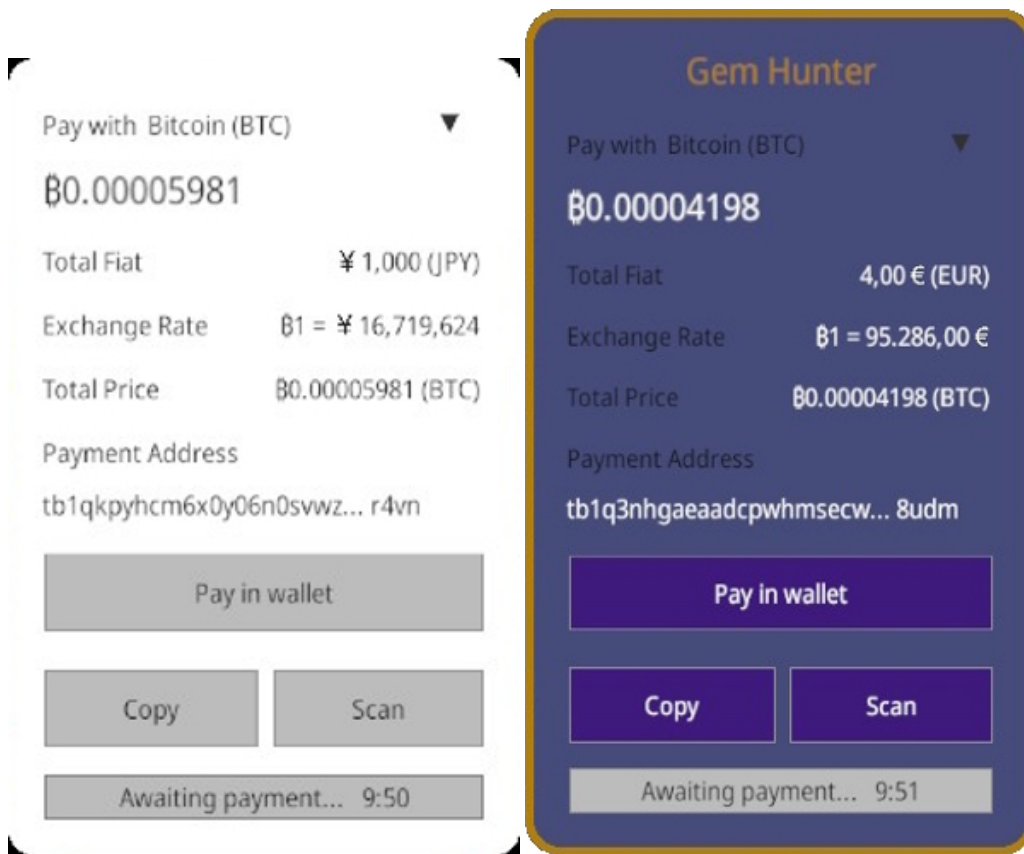 Pay with Bitcoin (BTC) ▼
₿0.00005981
Total Fiat ¥ 1,000 (JPY)
Exchange Rate ₿1 = ¥ 16,719,624
Total Price ₿0.00005981 (BTC)
Payment Address
tb1qkpyhcm6x0y06n0svwz... r4vn
Pay in wallet
Copy Scan
Awaiting payment... 9:50
Gem Hunter
Pay with Bitcoin (BTC) ▼
₿0.00004198
Total Fiat 4,00 € (EUR)
Exchange Rate ₿1 = 95.286,00 €
Total Price ₿0.00004198 (BTC)
Payment Address
tb1q3nhgaeaadcpwhmsecw... 8udm
Pay in wallet
Copy Scan
Awaiting payment... 9:51